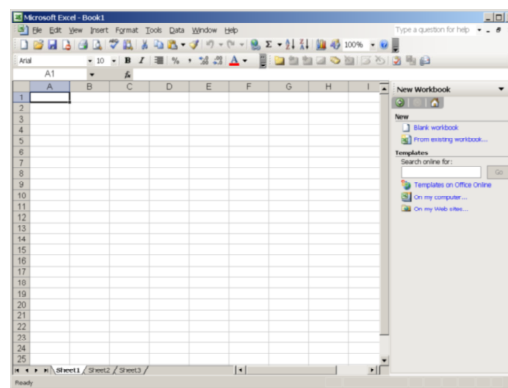 Microsoft Excel - Book1
File Edit View Insert Format Tools Data Window Help Type a question for help
100%
Arial 10 B I % , A
A1 fx
A B C D E F G H I
1
2
3
4
5
6
7
8
9
10
11
12
13
14
15
16
17
18
19
20
21
22
23
24
25
New Workbook
New
Blank workbook
From existing workbook...
Templates
Search online for:
Go
Templates on Office Online
On my computer...
On my Web sites...
Sheet1 Sheet2 Sheet3
Ready